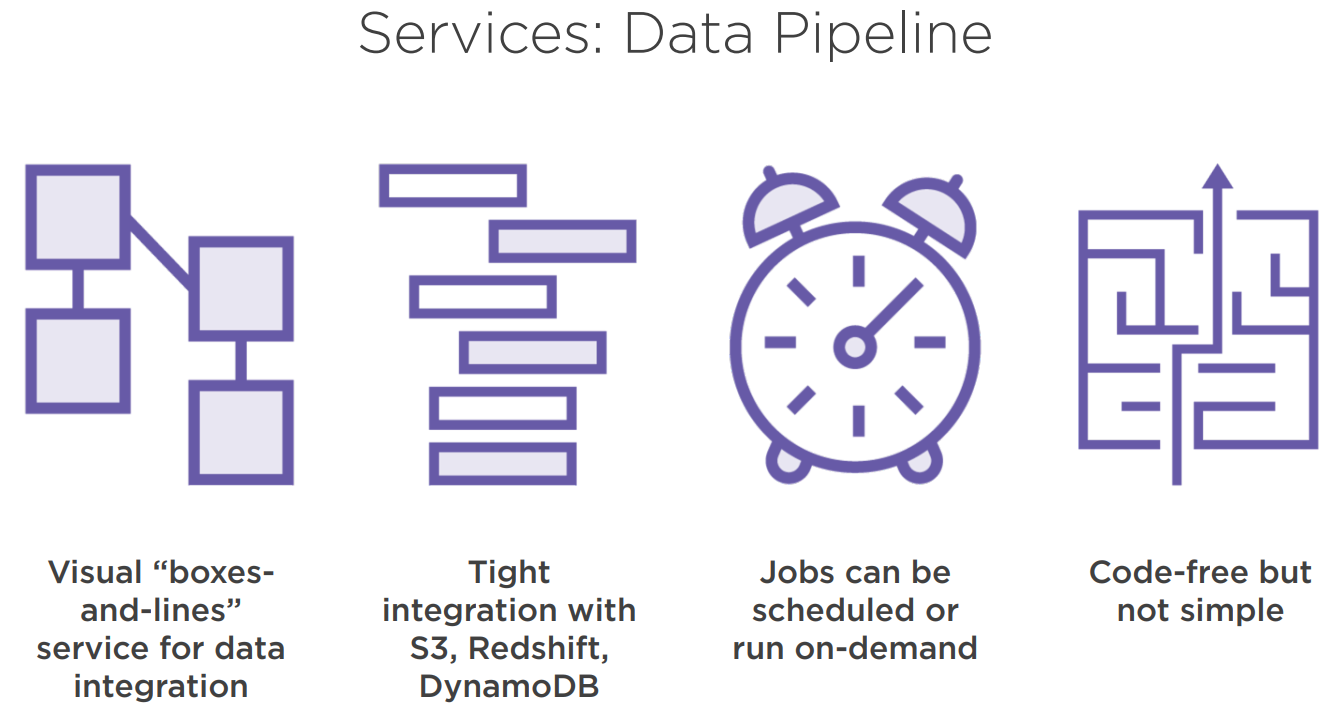 Services: Data Pipeline
Visual “boxes-
and-lines”
service for data
integration
Tight
integration with
S3, Redshift,
DynamoDB
Jobs can be
scheduled or
run on-demand
Code-free but
not simple